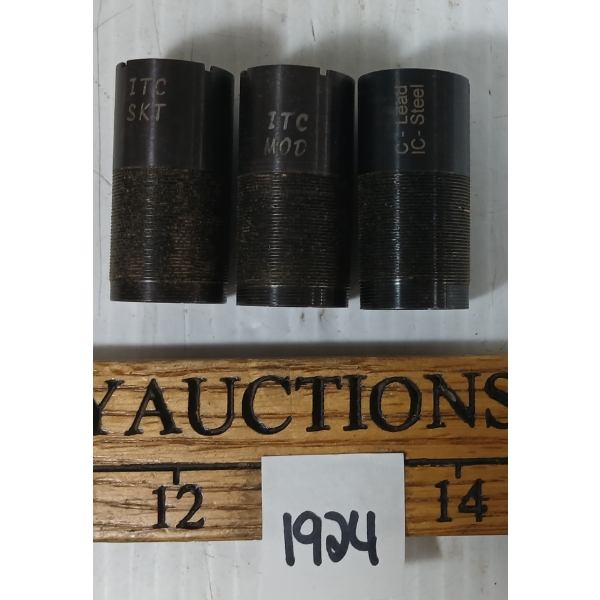 ITC
SKT
ITC
MOD
C - Lead
IC - Steel
YAUCTIONS
12
14
1924